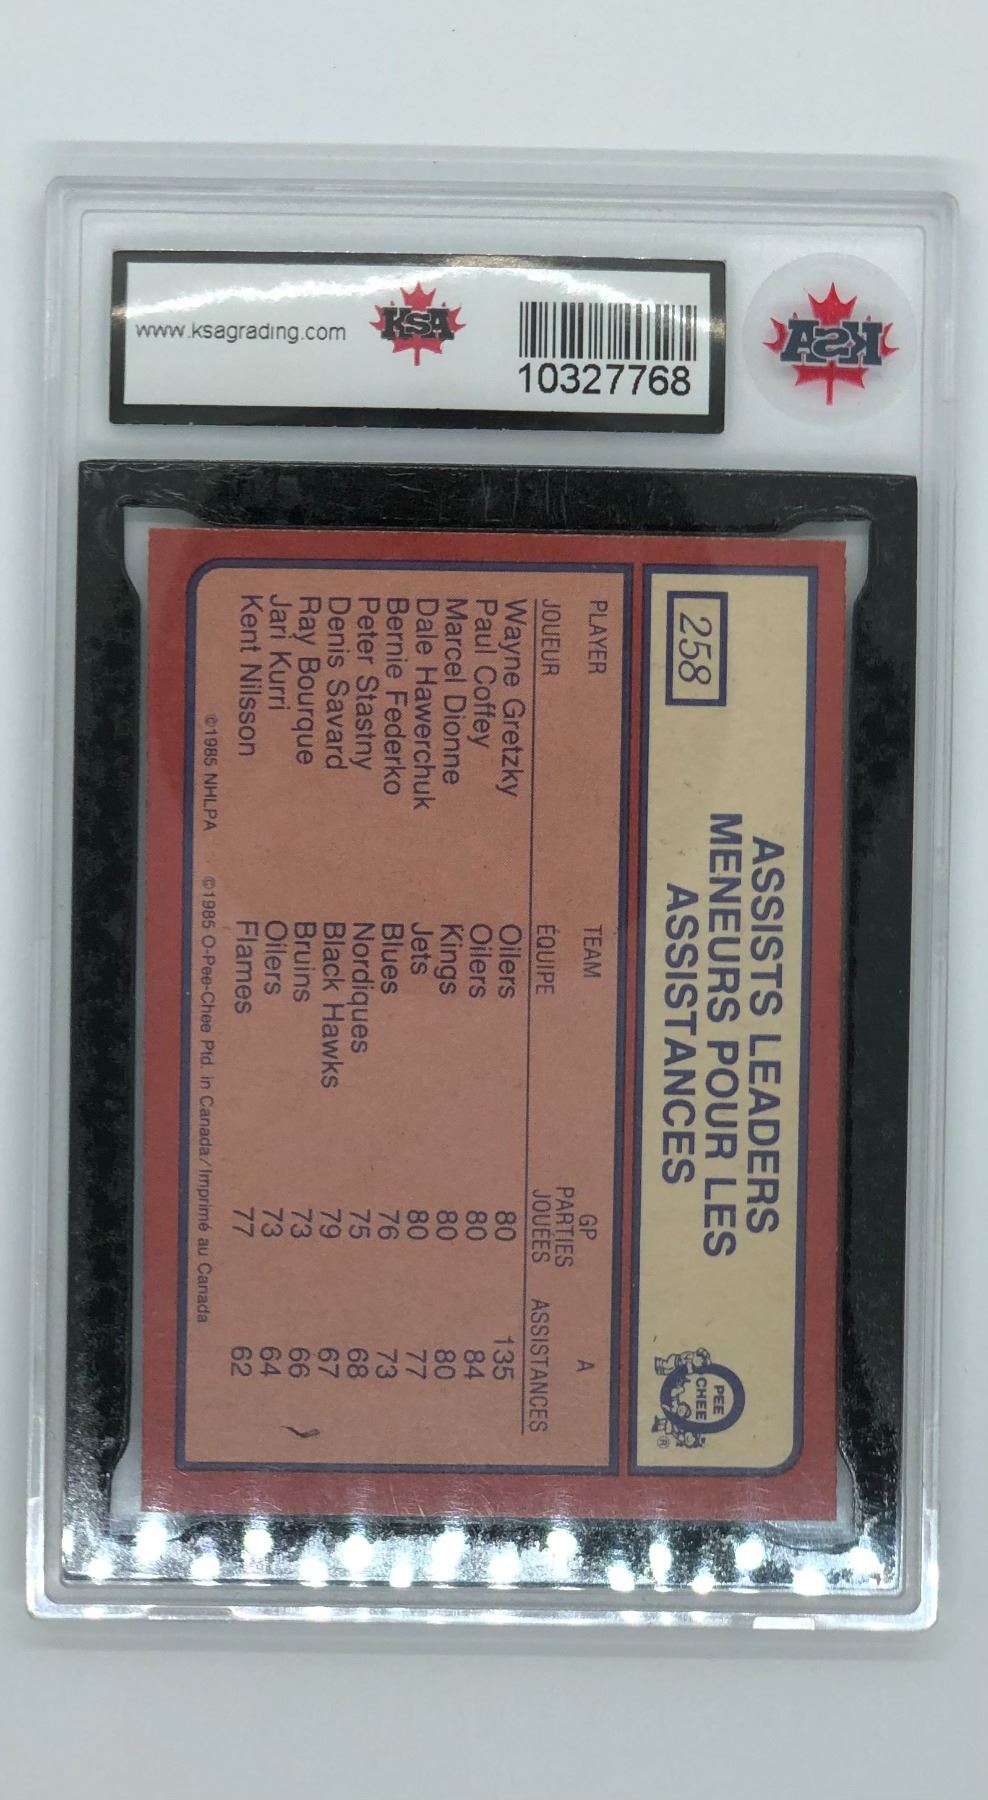 www.ksagrading.com
KSA
10327768
KSA
258
ASSISTS LEADERS
MENEURS POUR LES
ASSISTANCES
O PEE CHEE ®
PLAYER TEAM GP A
JOUEUR ÉQUIPE PARTIES JOUÉES ASSISTANCES
Wayne Gretzky Oilers 80 135
Paul Coffey Oilers 80 84
Marcel Dionne Kings 80 80
Dale Hawerchuk Jets 80 77
Bernie Federko Blues 76 73
Peter Stastny Nordiques 75 68
Denis Savard Black Hawks 79 67
Ray Bourque Bruins 73 66
Jari Kurri Oilers 73 64
Kent Nilsson Flames 77 62
©1985 NHLPA ©1985 O-Pee-Chee Ptd. in Canada/Imprimé au Canada